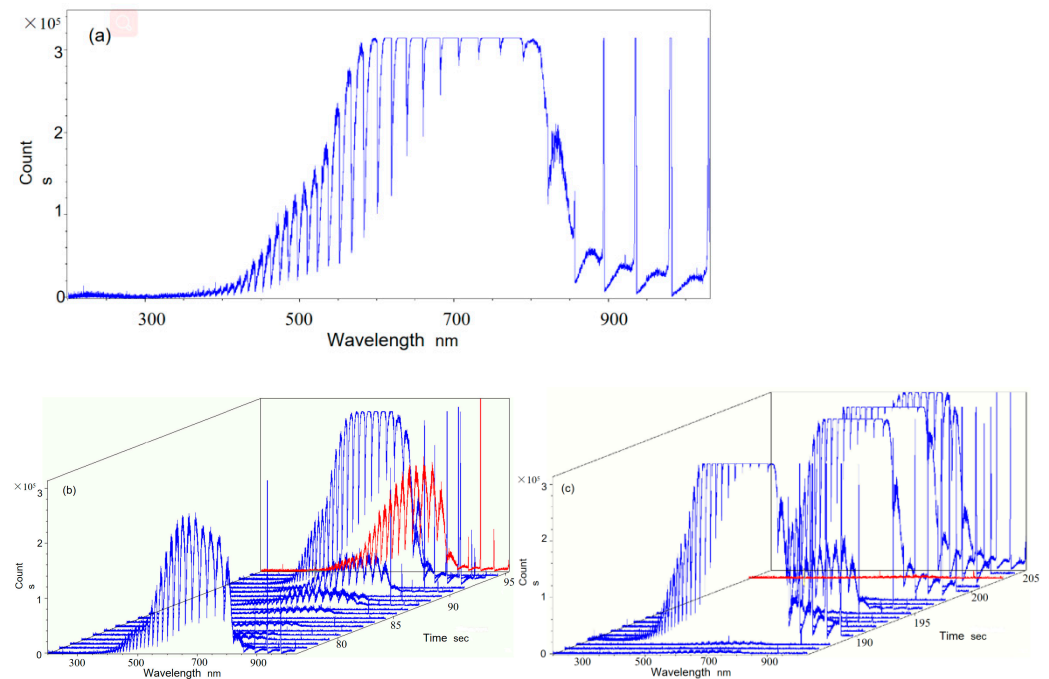 ×10⁵
(a)
3
2
1
0
Count
s
300
500
700
900
Wavelength nm
×10⁵
(b)
3
2
1
0
Count
s
300
500
700
900
Wavelength nm
80
85
90
95
Time sec
×10⁵
(c)
3
2
1
0
Count
s
300
500
700
900
Wavelength nm
190
195
200
205
Time sec